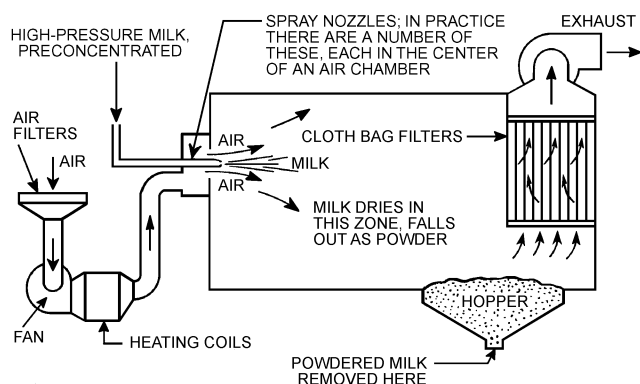 HIGH-PRESSURE MILK,
PRECONCENTRATED
SPRAY NOZZLES; IN PRACTICE
THERE ARE A NUMBER OF
THESE, EACH IN THE CENTER
OF AN AIR CHAMBER
EXHAUST
AIR
FILTERS
AIR
AIR
MILK
AIR
CLOTH BAG FILTERS
MILK DRIES IN
THIS ZONE, FALLS
OUT AS POWDER
FAN
HEATING COILS
HOPPER
POWDERED MILK
REMOVED HERE